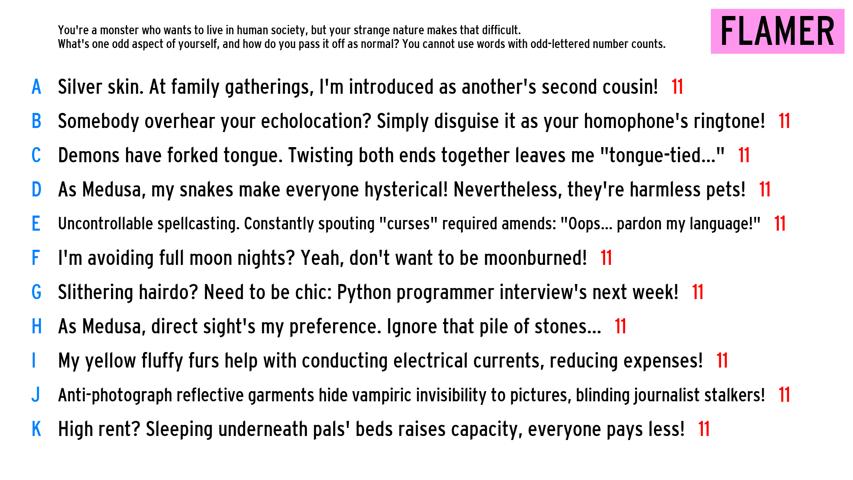 You're a monster who wants to live in human society, but your strange nature makes that difficult.
What's one odd aspect of yourself, and how do you pass it off as normal? You cannot use words with odd-lettered number counts.
FLAMER
A Silver skin. At family gatherings, I'm introduced as another's second cousin! 11
B Somebody overhear your echolocation? Simply disguise it as your homophone's ringtone! 11
C Demons have forked tongue. Twisting both ends together leaves me "tongue-tied..." 11
D As Medusa, my snakes make everyone hysterical! Nevertheless, they're harmless pets! 11
E Uncontrollable spellcasting. Constantly spouting "curses" required amends: "Oops... pardon my language!" 11
F I'm avoiding full moon nights? Yeah, don't want to be moonburned! 11
G Slithering hairdo? Need to be chic: Python programmer interview's next week! 11
H As Medusa, direct sight's my preference. Ignore that pile of stones... 11
I My yellow fluffy furs help with conducting electrical currents, reducing expenses! 11
J Anti-photograph reflective garments hide vampiric invisibility to pictures, blinding journalist stalkers! 11
K High rent? Sleeping underneath pals' beds raises capacity, everyone pays less! 11